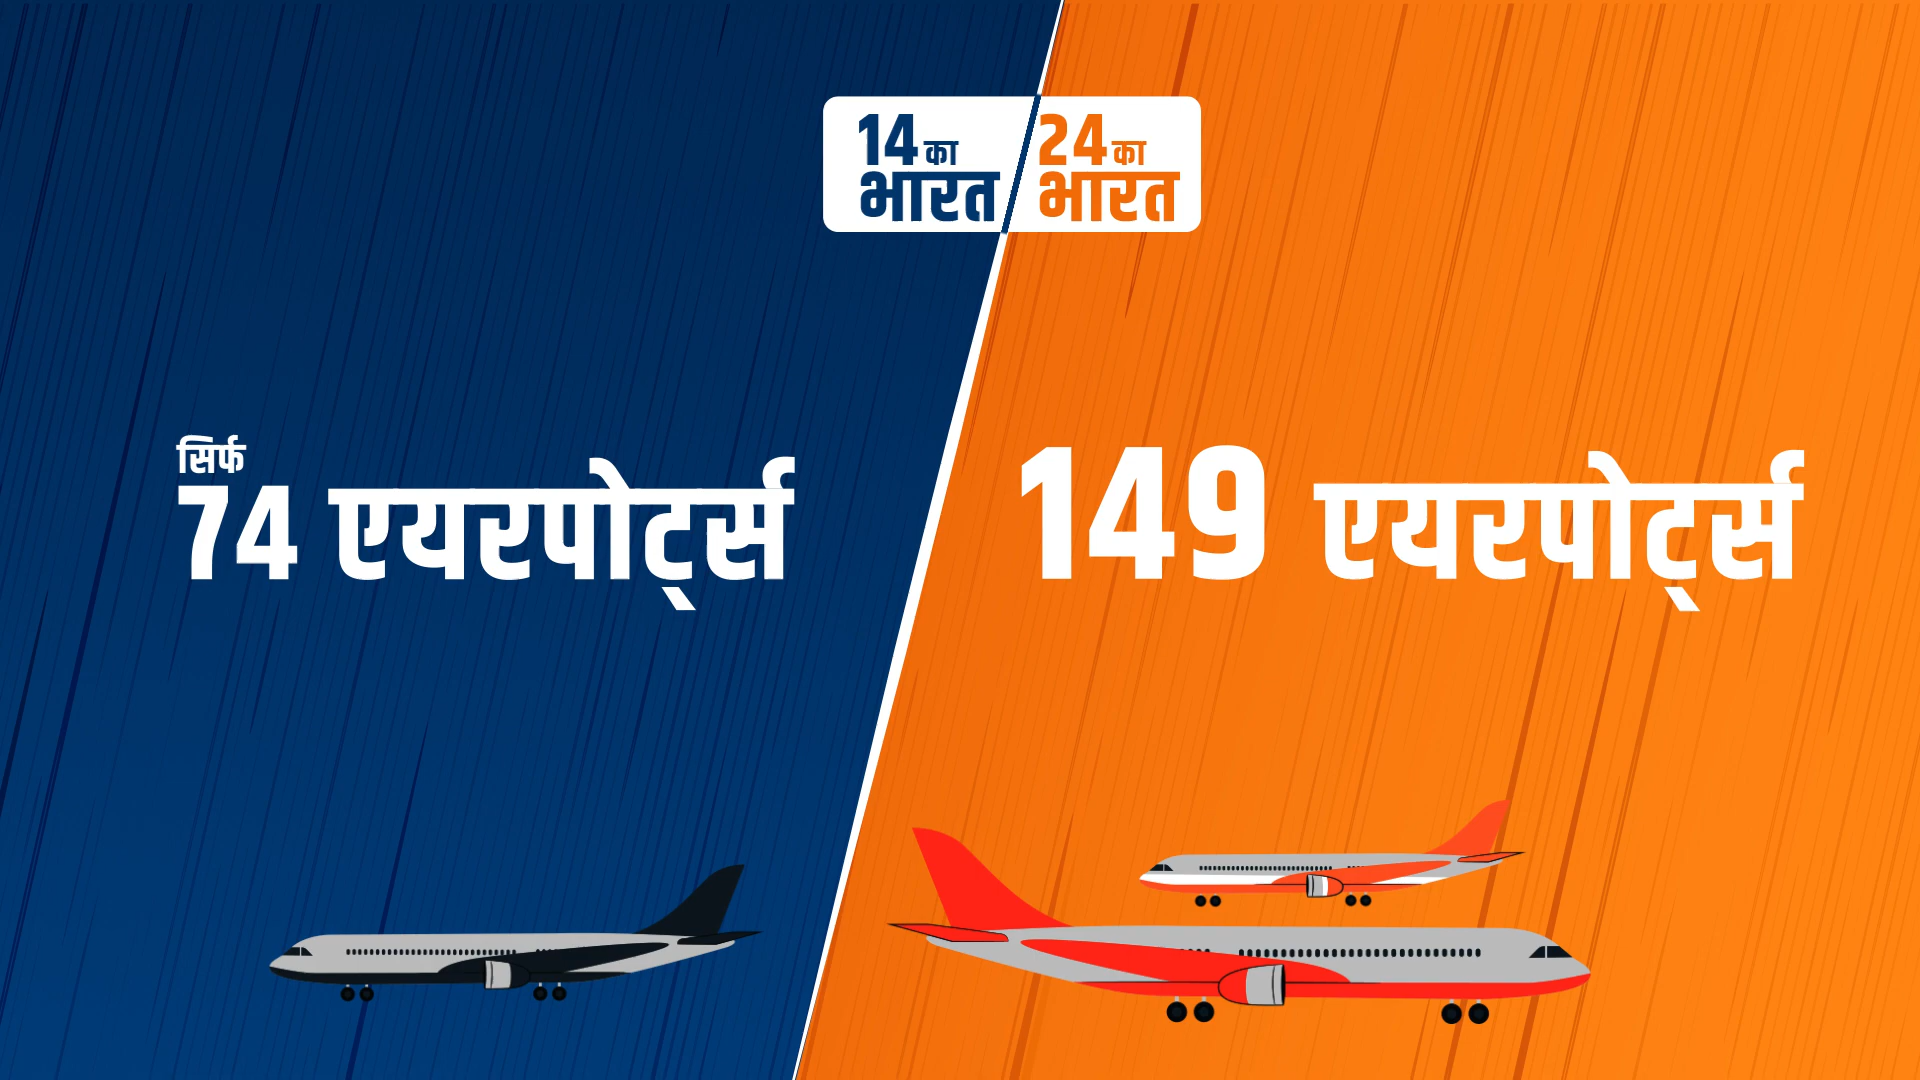 14 का
भारत
24 का
भारत
सिर्फ
74 एयरपोर्ट्स
149 एयरपोर्ट्स